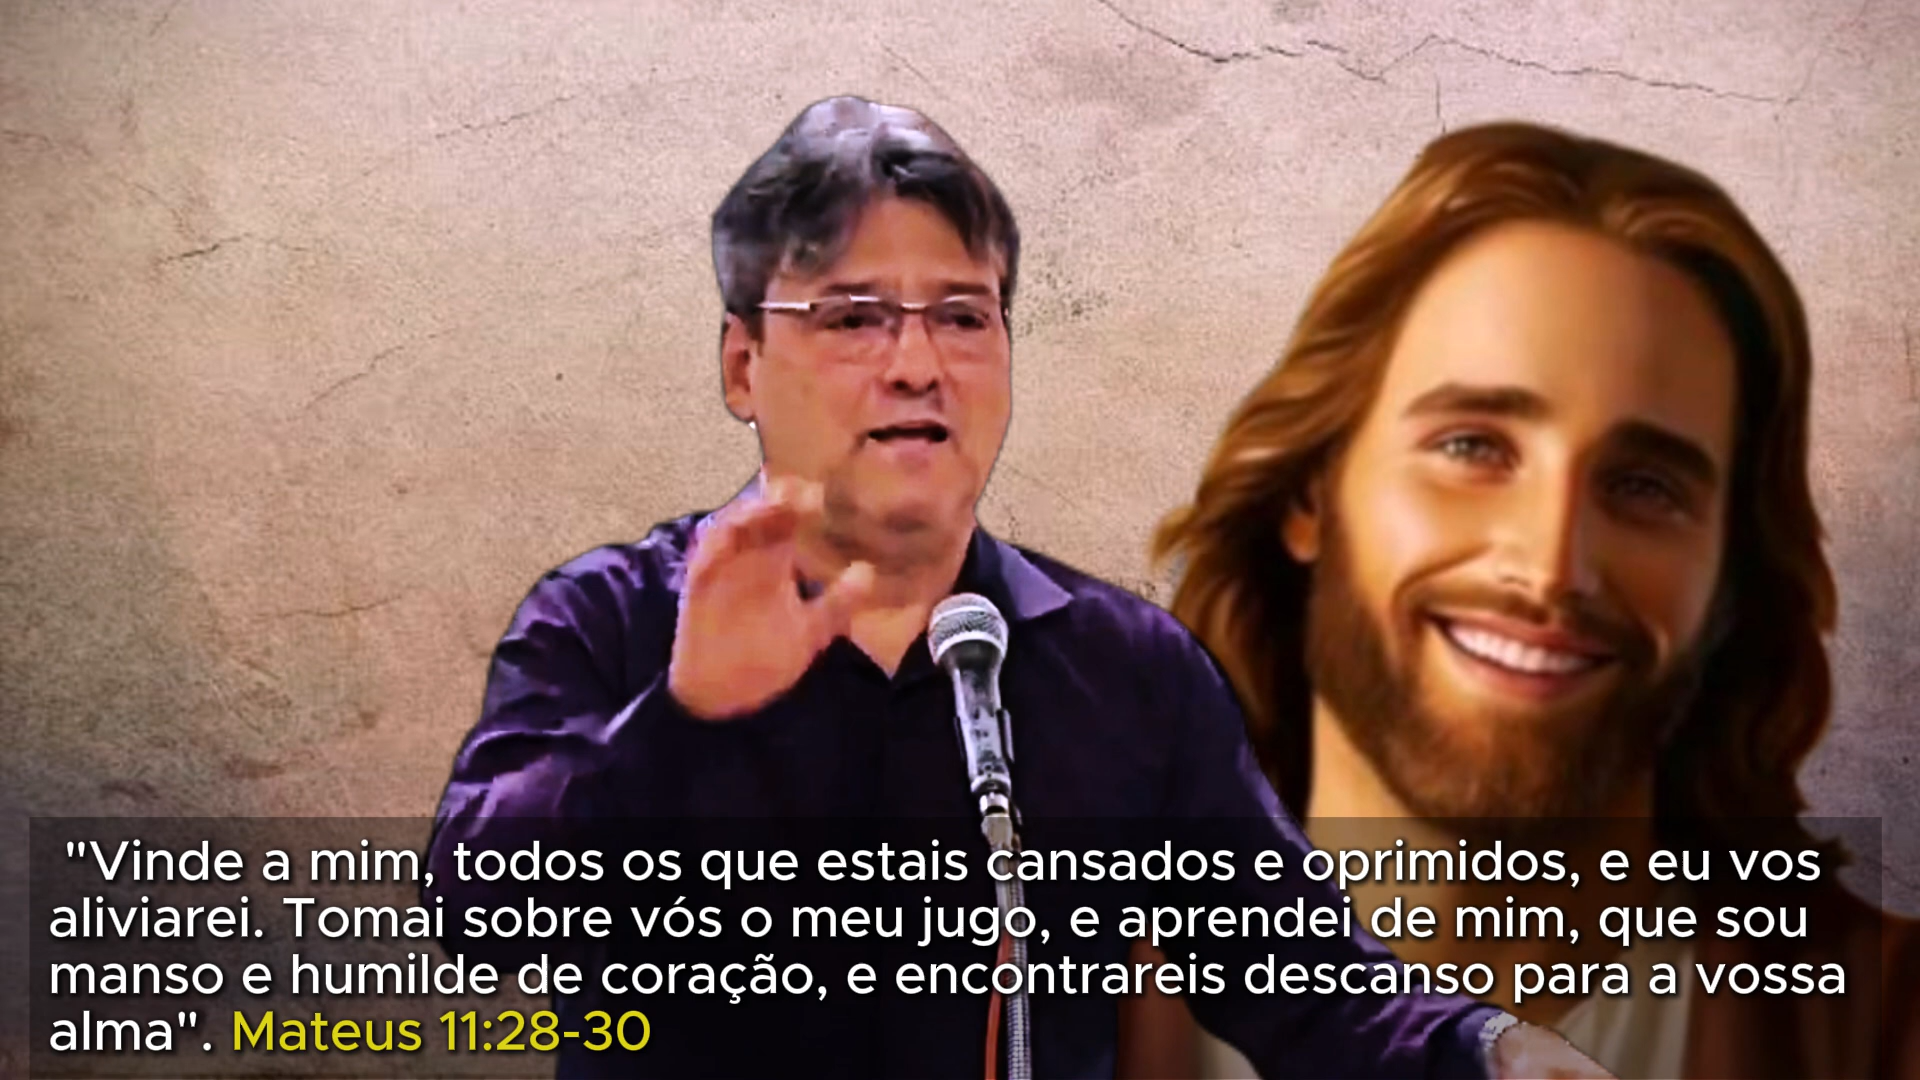 "Vinde a mim, todos os que estais cansados e oprimidos, e eu vos
aliviarei. Tomai sobre vós o meu jugo, e aprendei de mim, que sou
manso e humilde de coração, e encontrareis descanso para a vossa
alma". Mateus 11:28-30